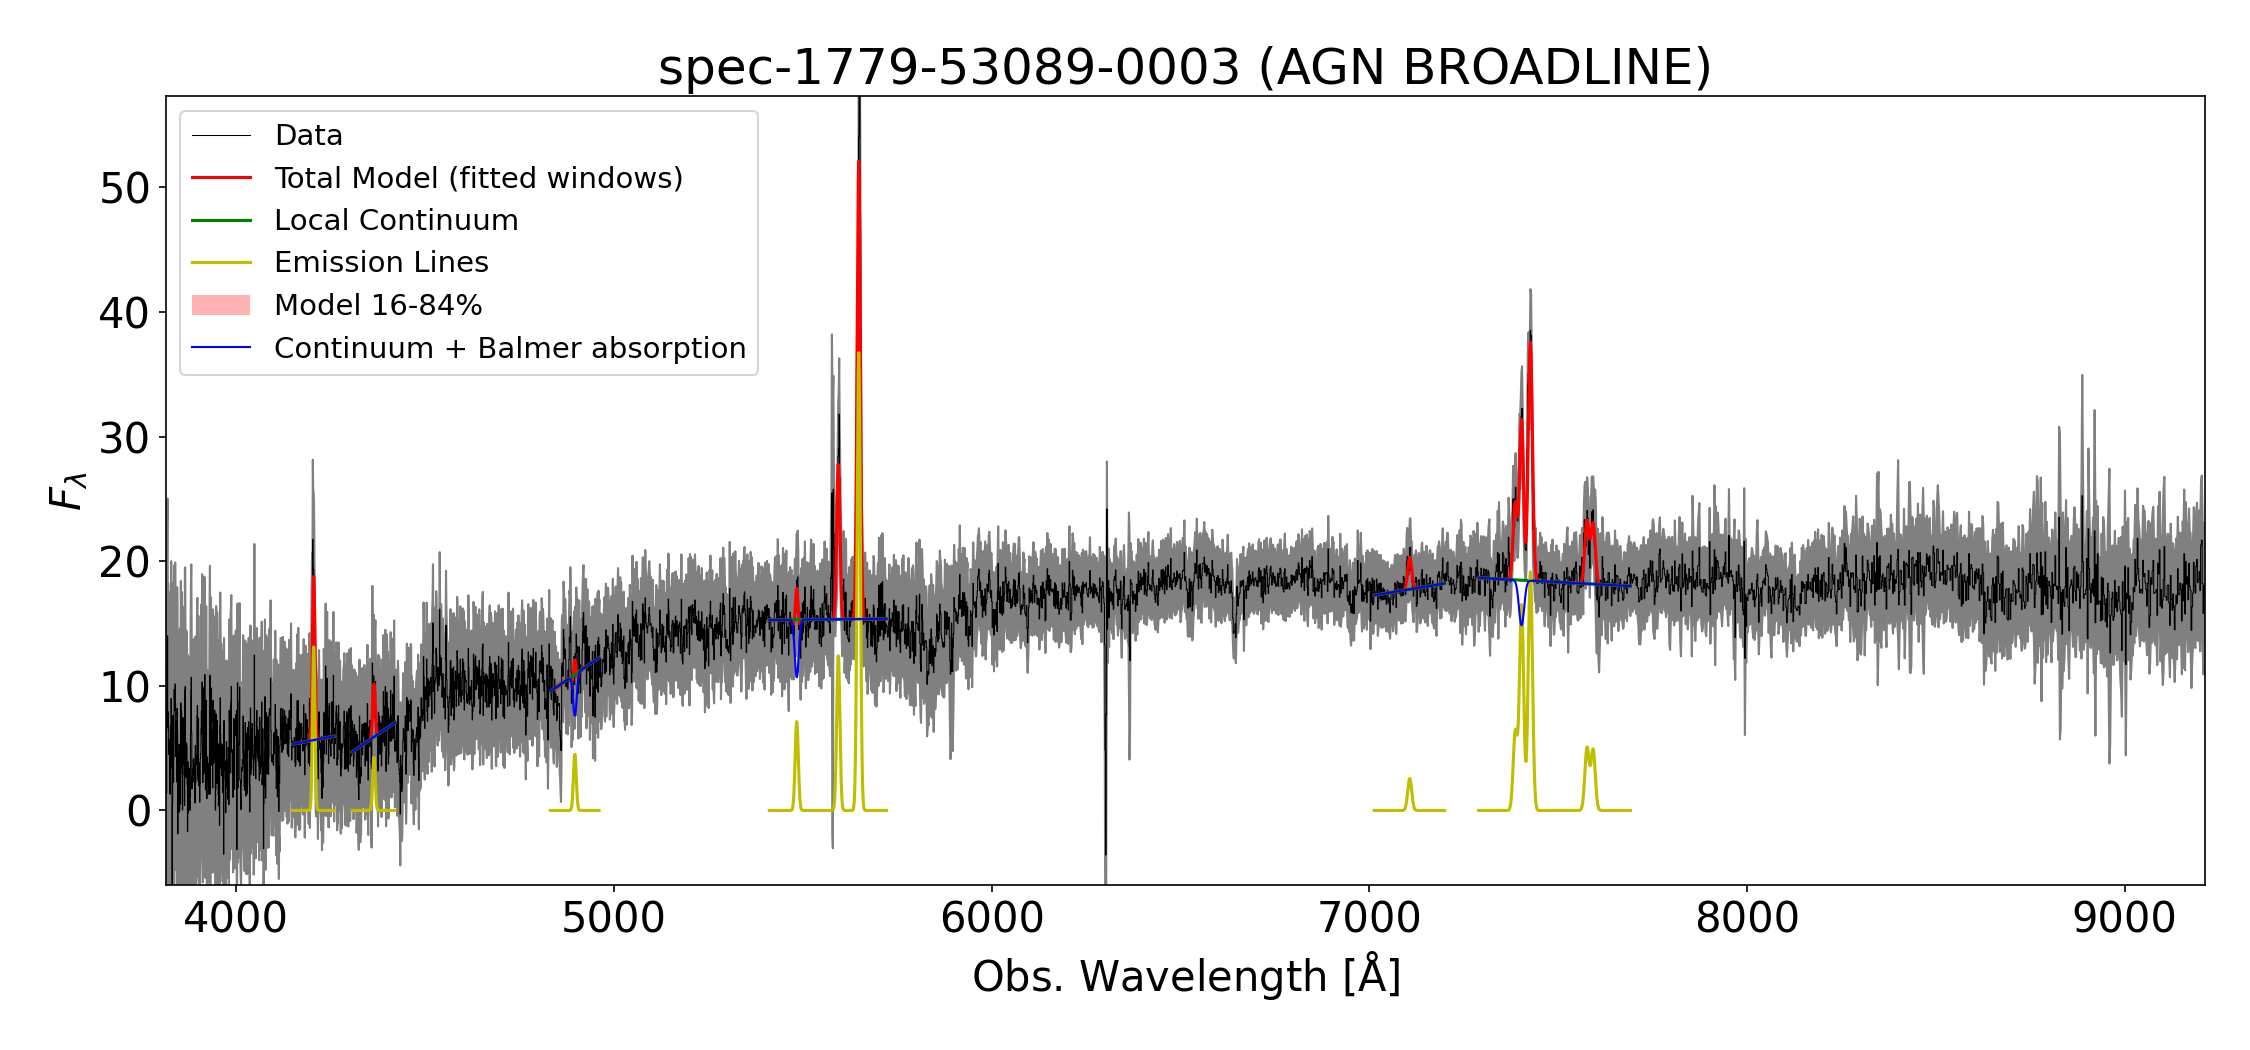 spec-1779-53089-0003 (AGN BROADLINE)
Data
Total Model (fitted windows)
Local Continuum
Emission Lines
Model 16-84%
Continuum + Balmer absorption
50
40
30
20
10
0
Fλ
4000 5000 6000 7000 8000 9000
Obs. Wavelength [Å]